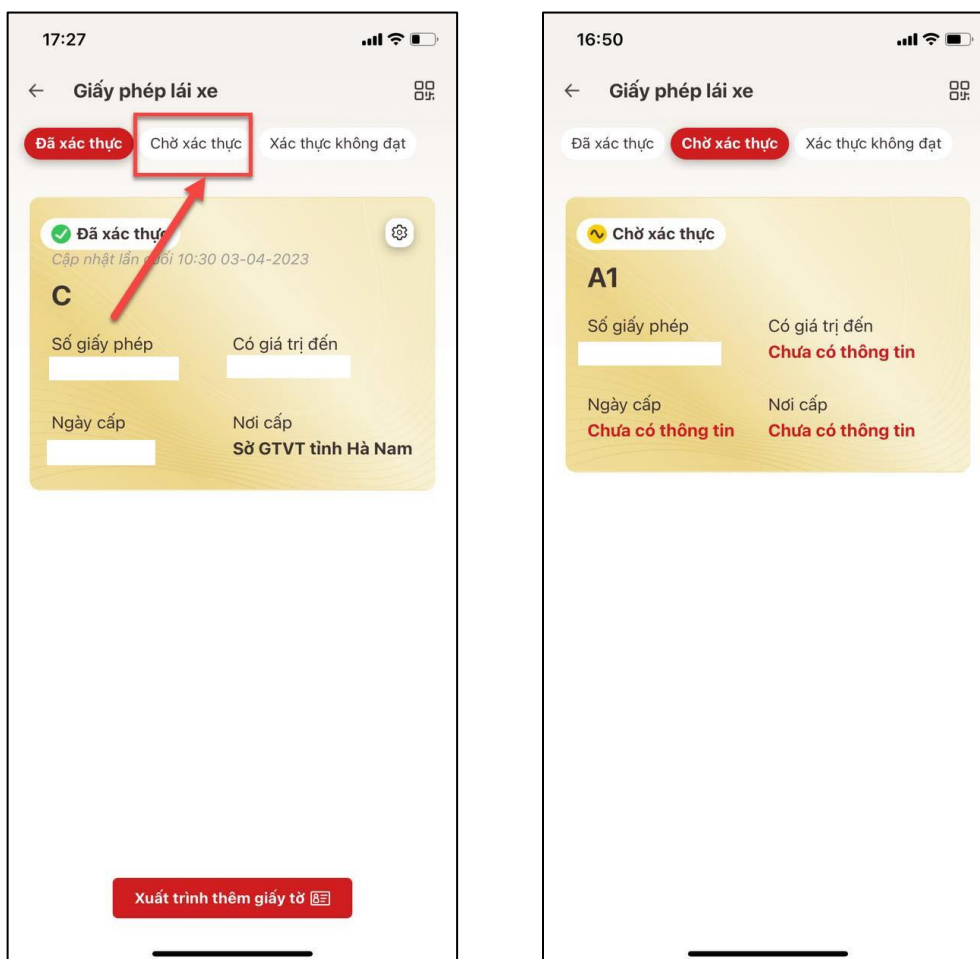 17:27
Giấy phép lái xe
Đã xác thực Chờ xác thực Xác thực không đạt
Đã xác thực
Cập nhật lần cuối 10:30 03-04-2023
C
Số giấy phép Có giá trị đến
Ngày cấp Nơi cấp
Sở GTVT tỉnh Hà Nam
Xuất trình thêm giấy tờ
16:50
Giấy phép lái xe
Đã xác thực Chờ xác thực Xác thực không đạt
Chờ xác thực
A1
Số giấy phép Có giá trị đến
Chưa có thông tin
Ngày cấp Nơi cấp
Chưa có thông tin Chưa có thông tin